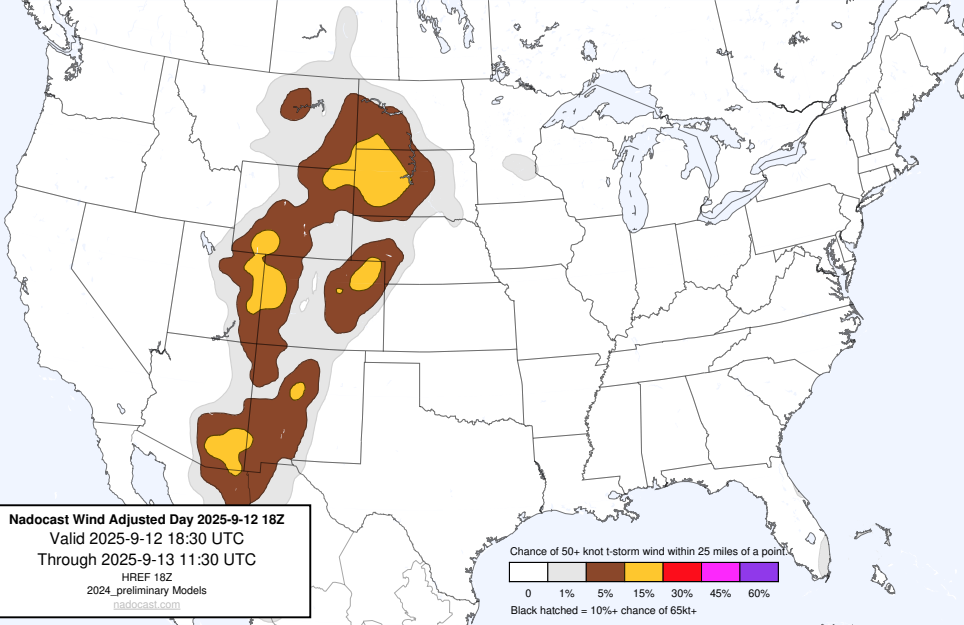 Nadocast Wind Adjusted Day 2025-9-12 18Z
Valid 2025-9-12 18:30 UTC
Through 2025-9-13 11:30 UTC
HREF 18Z
2024_preliminary Models
nadocast.com
Chance of 50+ knot t-storm wind within 25 miles of a point.
0 1% 5% 15% 30% 45% 60%
Black hatched = 10%+ chance of 65kt+